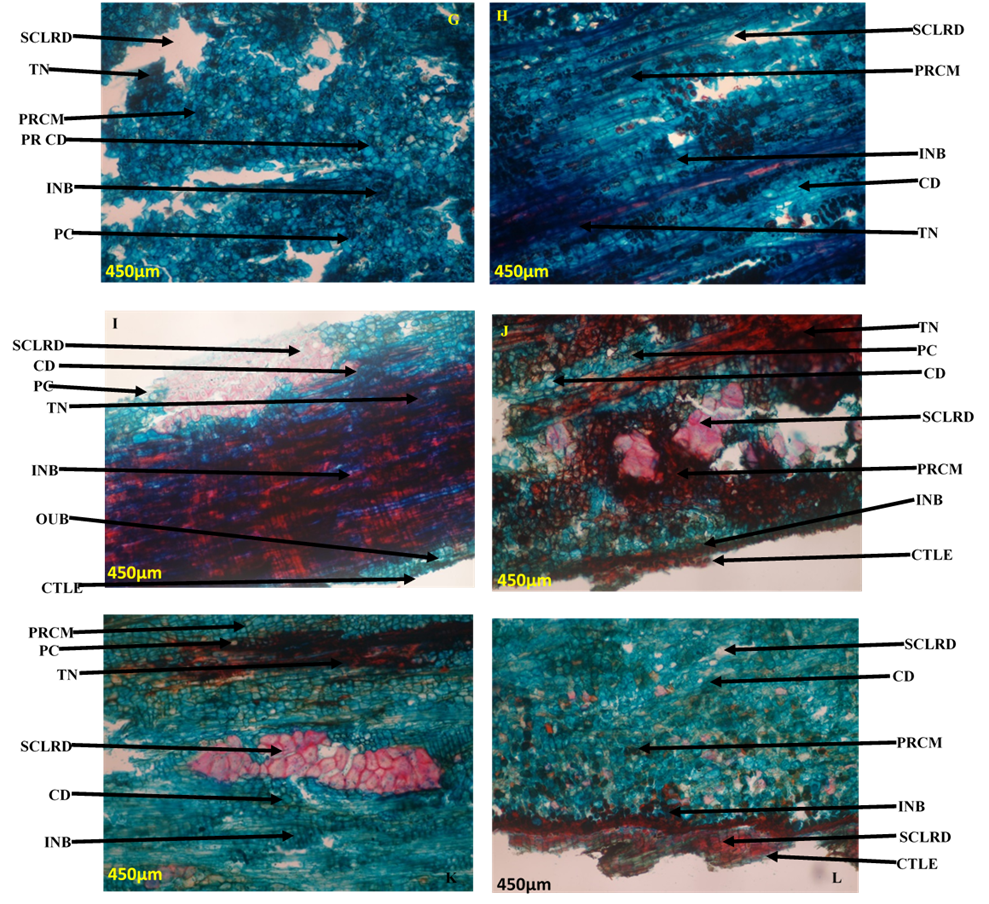 G
SCLRD
TN
PRCM
PR CD
INB
PC
450µm
H
SCLRD
PRCM
INB
CD
TN
450µm
I
SCLRD
CD
PC
TN
INB
OUB
CTLE
450µm
J
TN
PC
CD
SCLRD
PRCM
INB
CTLE
450µm
PRCM
PC
TN
SCLRD
CD
INB
450µm
K
SCLRD
CD
PRCM
INB
SCLRD
CTLE
450µm
L